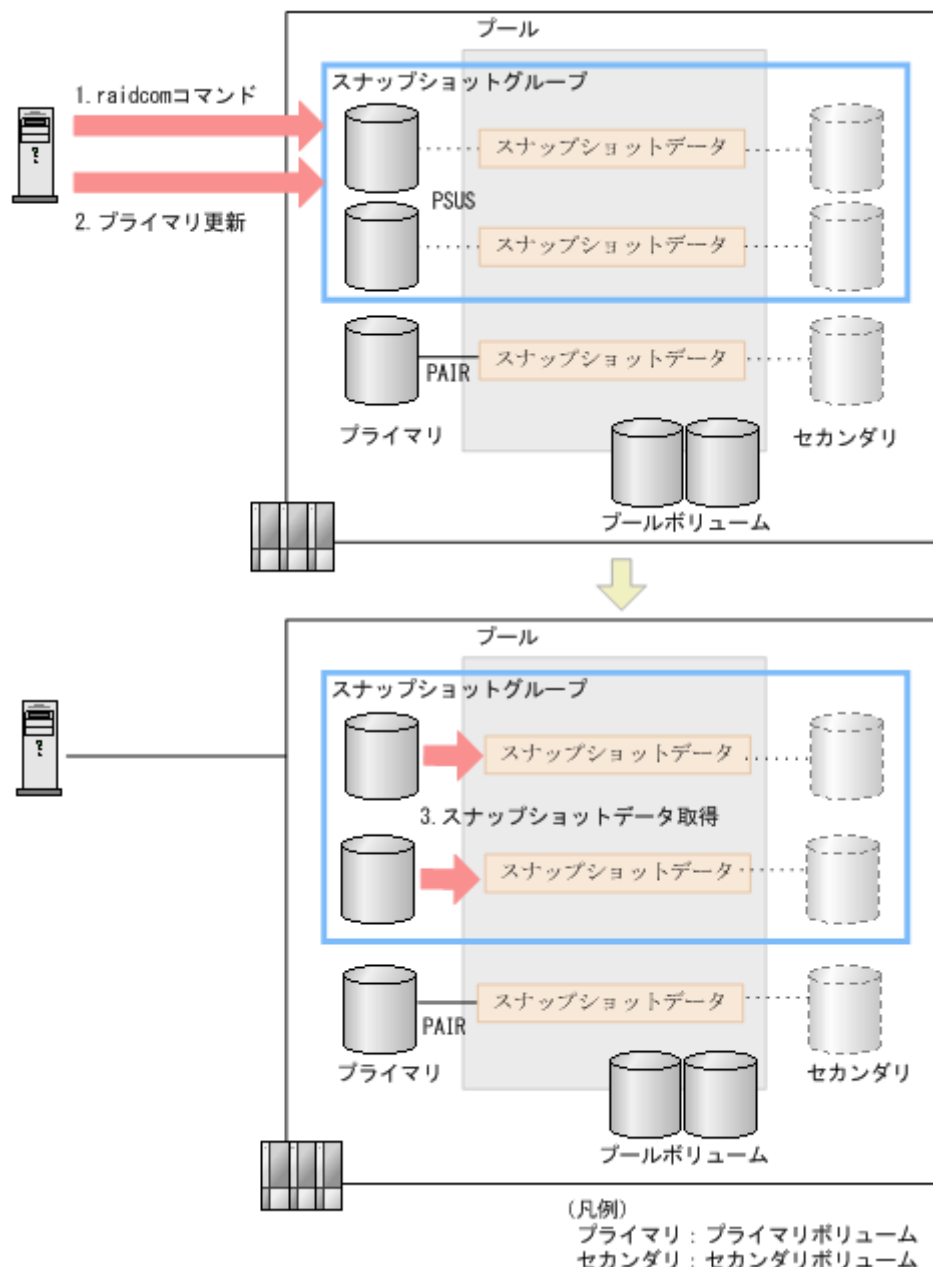 プール
スナップショットグループ
1.raidcomコマンド
スナップショットデータ
PSUS
2.プライマリ更新
スナップショットデータ
スナップショットデータ
PAIR
プライマリ
セカンダリ
プールボリューム
プール
スナップショットグループ
スナップショットデータ
3.スナップショットデータ取得
スナップショットデータ
スナップショットデータ
PAIR
プライマリ
セカンダリ
プールボリューム
(凡例)
プライマリ：プライマリボリューム
セカンダリ：セカンダリボリューム